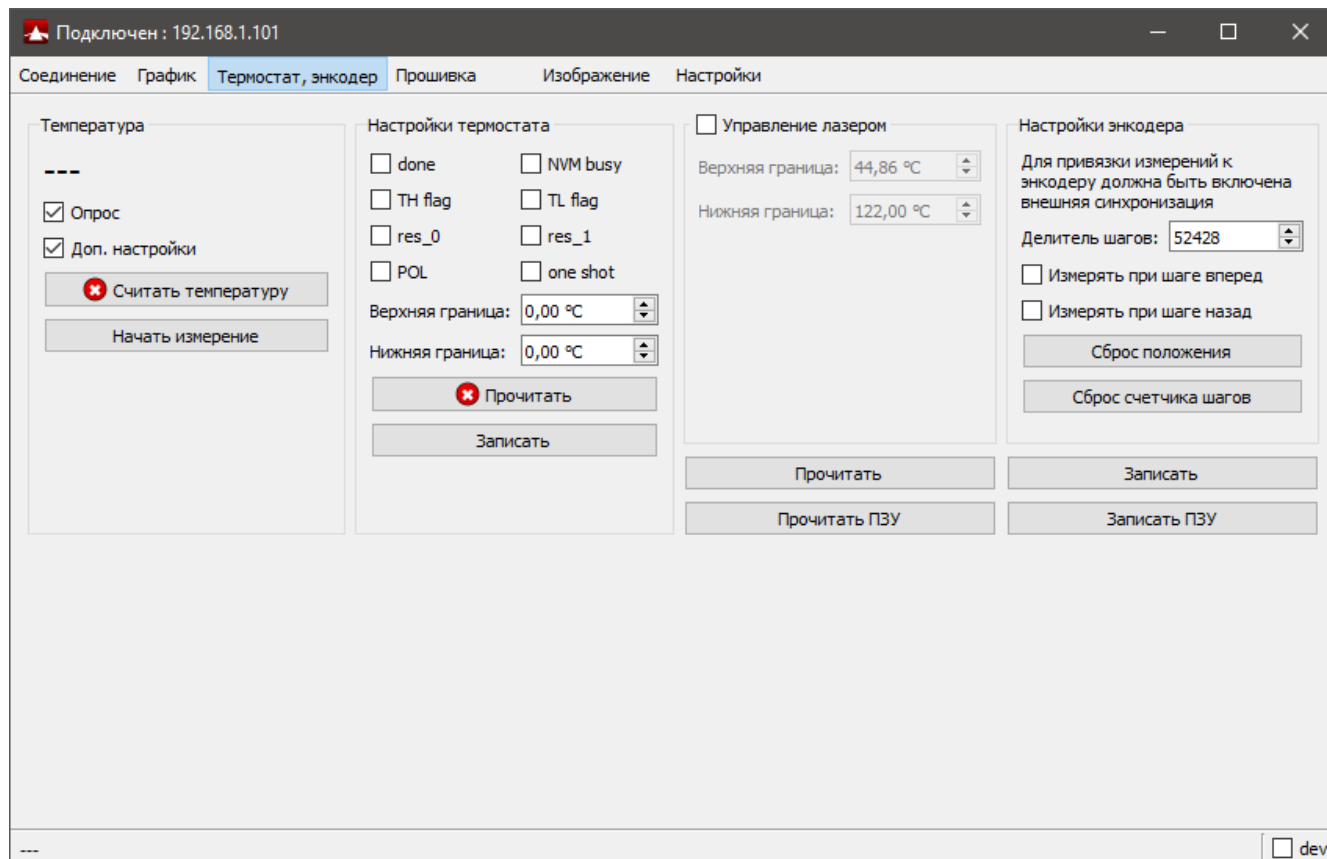 Подключен : 192.168.1.101
Соединение График Термостат, энкодер Прошивка Изображение Настройки
Температура
---
Опрос
Доп. настройки
Считать температуру
Начать измерение
Настройки термостата
done NVM busy
TH flag TL flag
res_0 res_1
POL one shot
Верхняя граница: 0,00 ºC
Нижняя граница: 0,00 ºC
Прочитать
Записать
Управление лазером
Верхняя граница: 44,86 ºC
Нижняя граница: 122,00 ºC
Настройки энкодера
Для привязки измерений к
энкодеру должна быть включена
внешняя синхронизация
Делитель шагов: 52428
Измерять при шаге вперед
Измерять при шаге назад
Сброс положения
Сброс счетчика шагов
Прочитать Записать
Прочитать ПЗУ Записать ПЗУ
--- dev